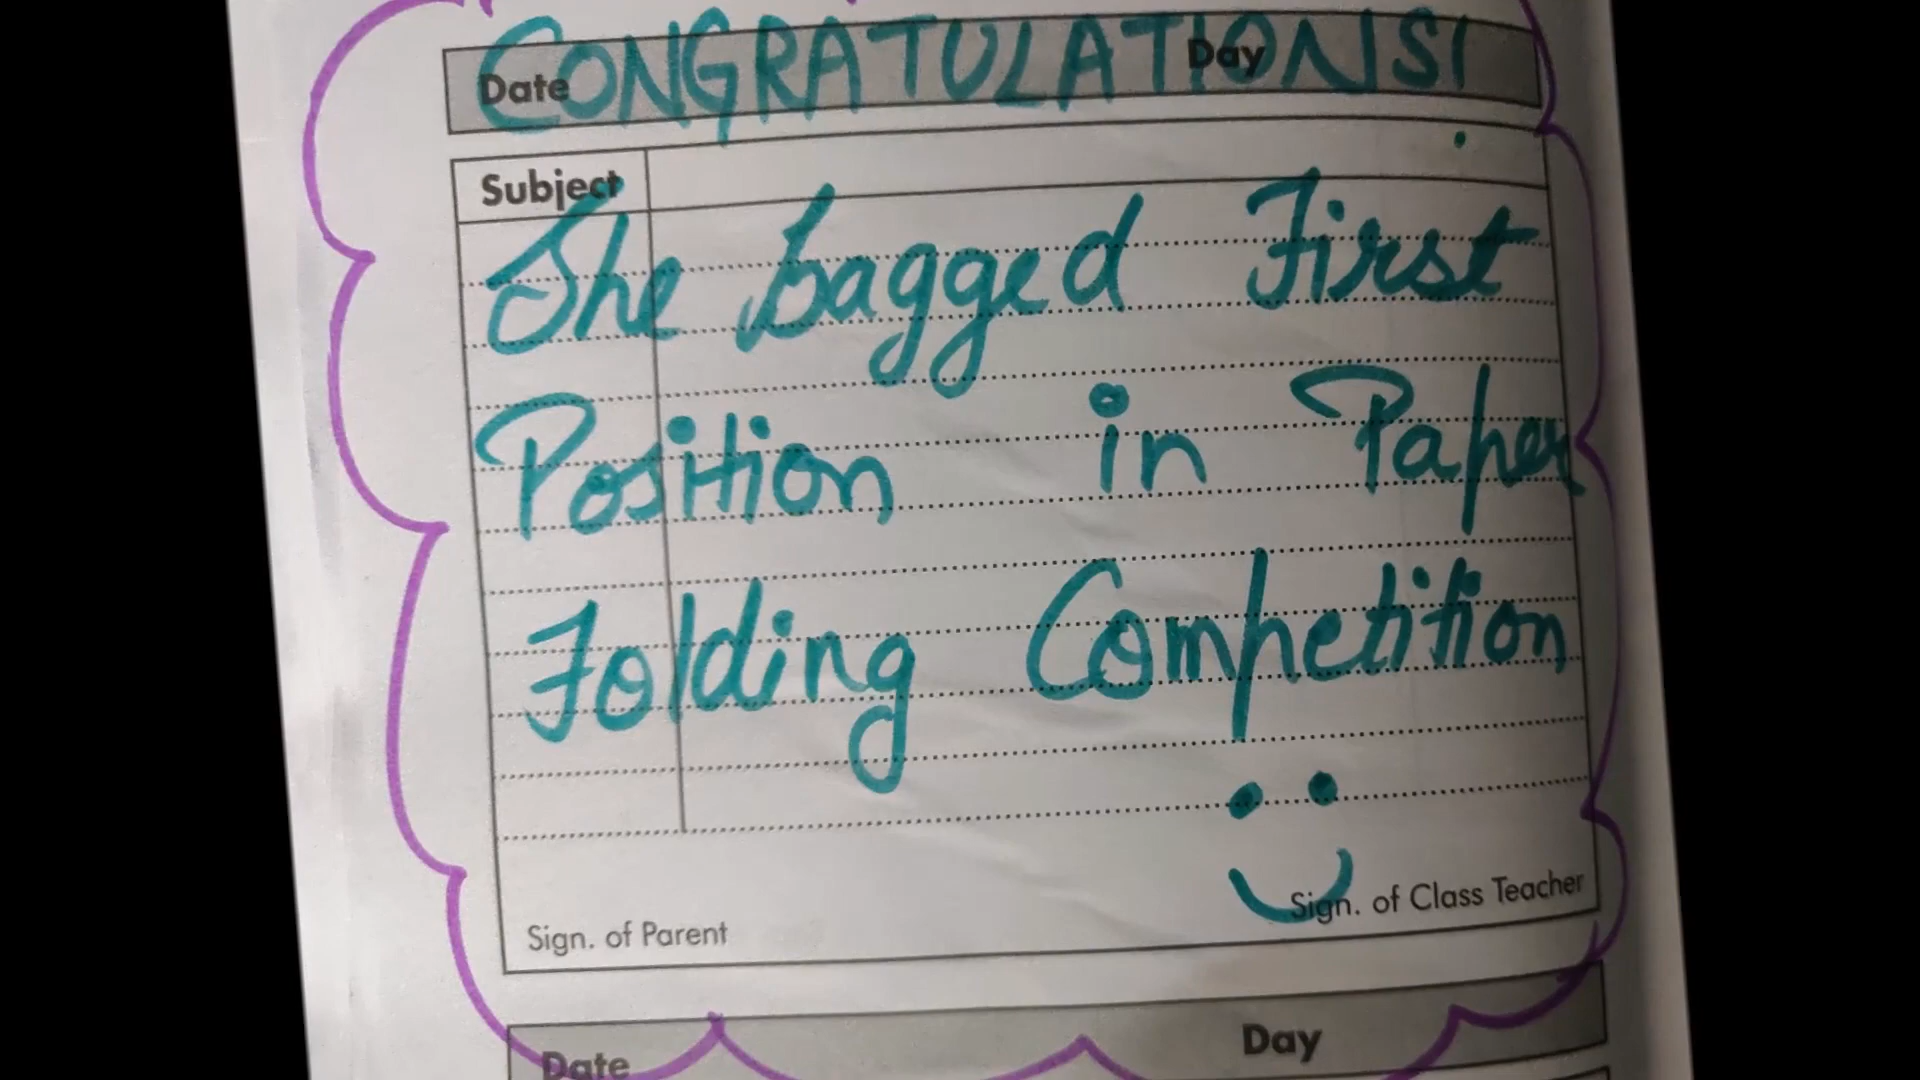 CONGRATULATIONS!
Date Day
Subject
She bagged First
Position in Paper
Folding Competition
Sign. of Parent Sign. of Class Teacher
Date Day